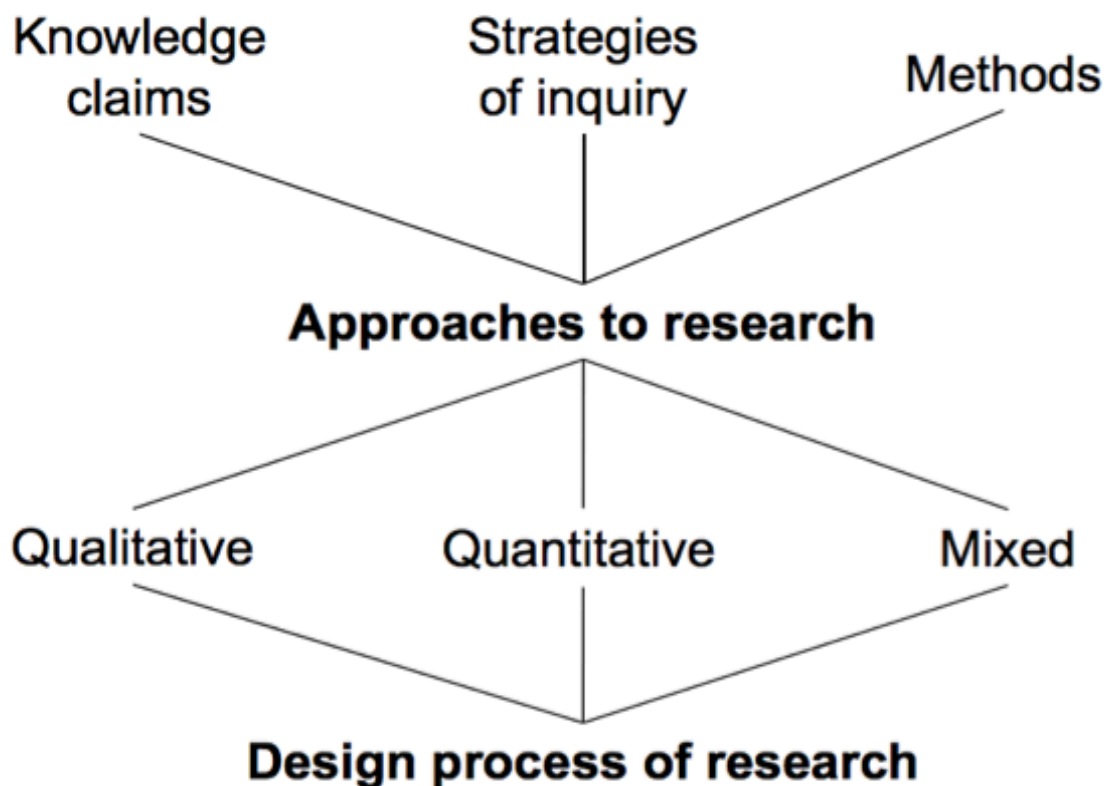 Knowledge
claims
Strategies
of inquiry
Methods
Approaches to research
Qualitative
Quantitative
Mixed
Design process of research